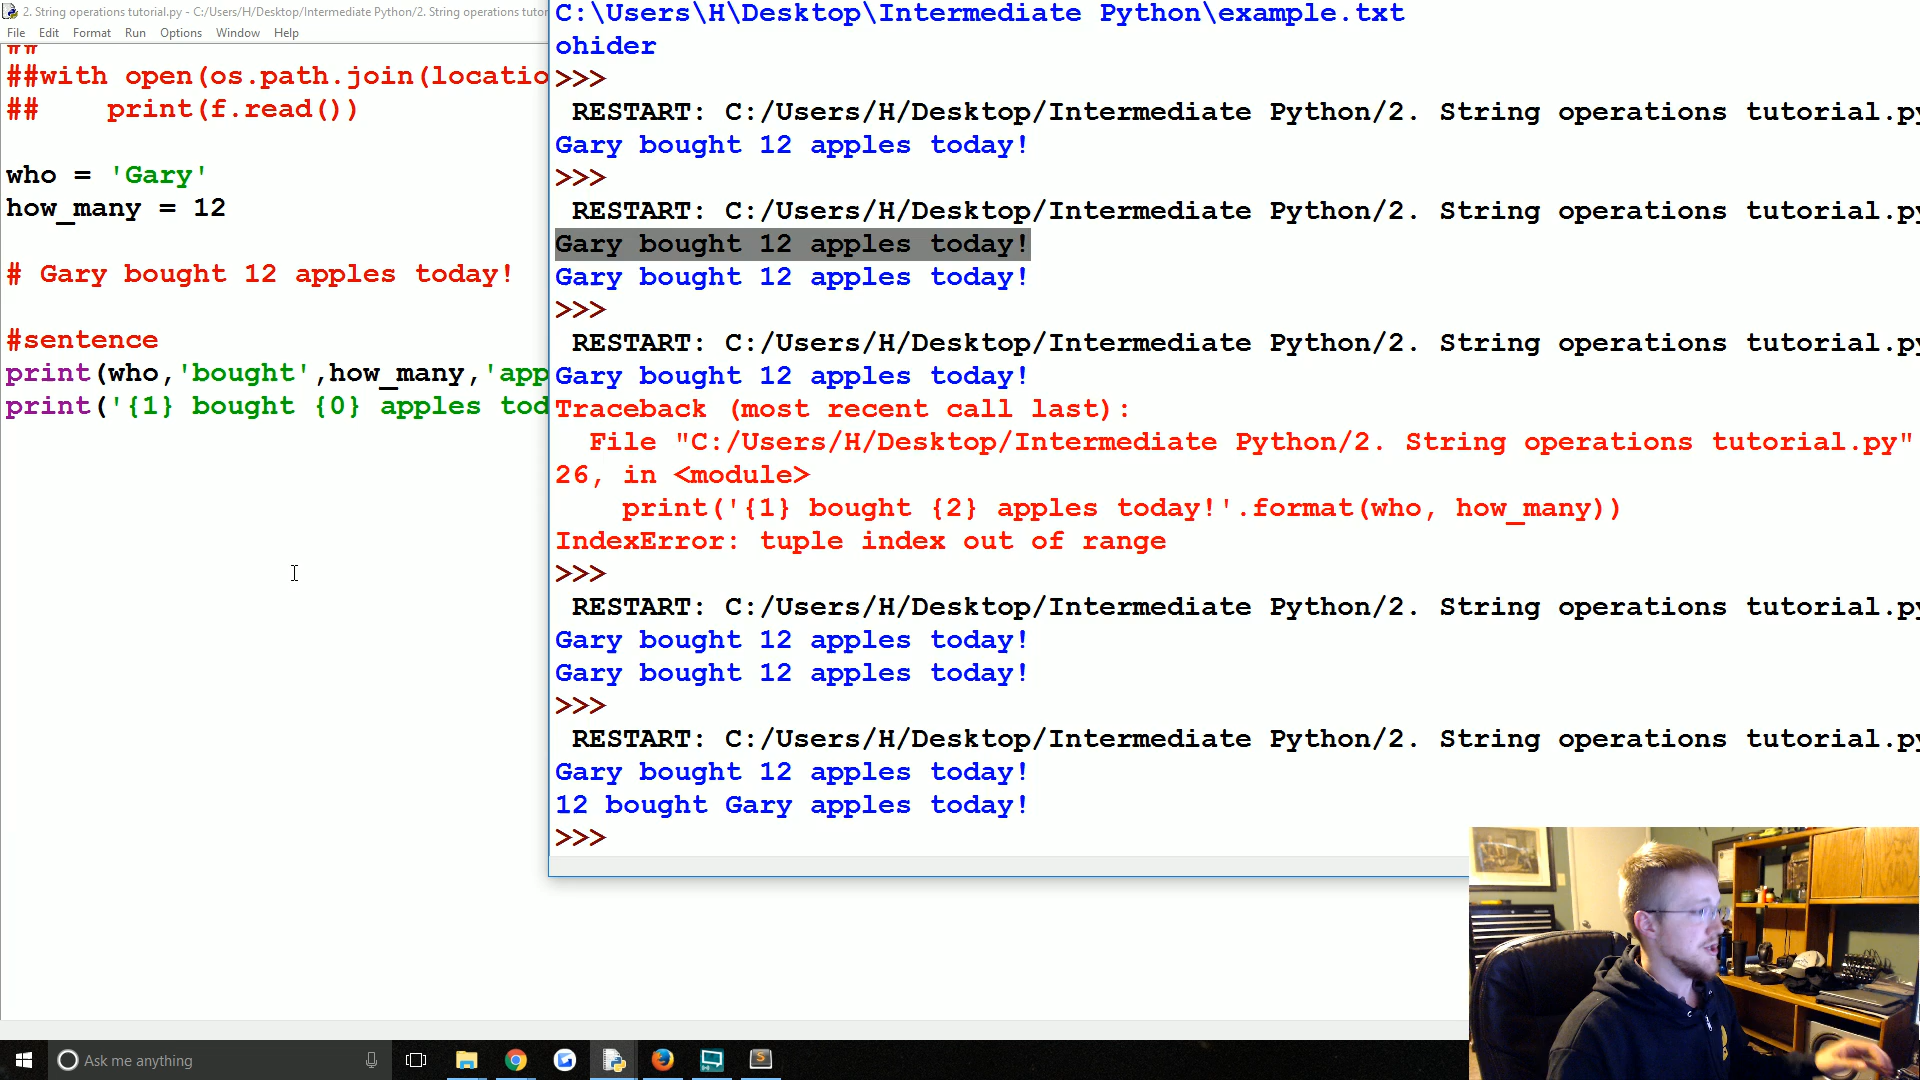 2. String operations tutorial.py - C:/Users/H/Desktop/Intermediate Python/2. String operations tutor
File Edit Format Run Options Window Help
##
##with open(os.path.join(locatio
##    print(f.read())
who = 'Gary'
how_many = 12
# Gary bought 12 apples today!
#sentence
print(who,'bought',how_many,'app
print('{1} bought {0} apples tod
C:\Users\H\Desktop\Intermediate Python\example.txt
ohider
>>>
RESTART: C:/Users/H/Desktop/Intermediate Python/2. String operations tutorial.py
Gary bought 12 apples today!
>>>
RESTART: C:/Users/H/Desktop/Intermediate Python/2. String operations tutorial.py
Gary bought 12 apples today!
Gary bought 12 apples today!
>>>
RESTART: C:/Users/H/Desktop/Intermediate Python/2. String operations tutorial.py
Gary bought 12 apples today!
Traceback (most recent call last):
  File "C:/Users/H/Desktop/Intermediate Python/2. String operations tutorial.py"
26, in <module>
    print('{1} bought {2} apples today!'.format(who, how_many))
IndexError: tuple index out of range
>>>
RESTART: C:/Users/H/Desktop/Intermediate Python/2. String operations tutorial.py
Gary bought 12 apples today!
Gary bought 12 apples today!
>>>
RESTART: C:/Users/H/Desktop/Intermediate Python/2. String operations tutorial.py
Gary bought 12 apples today!
12 bought Gary apples today!
>>>
Ask me anything